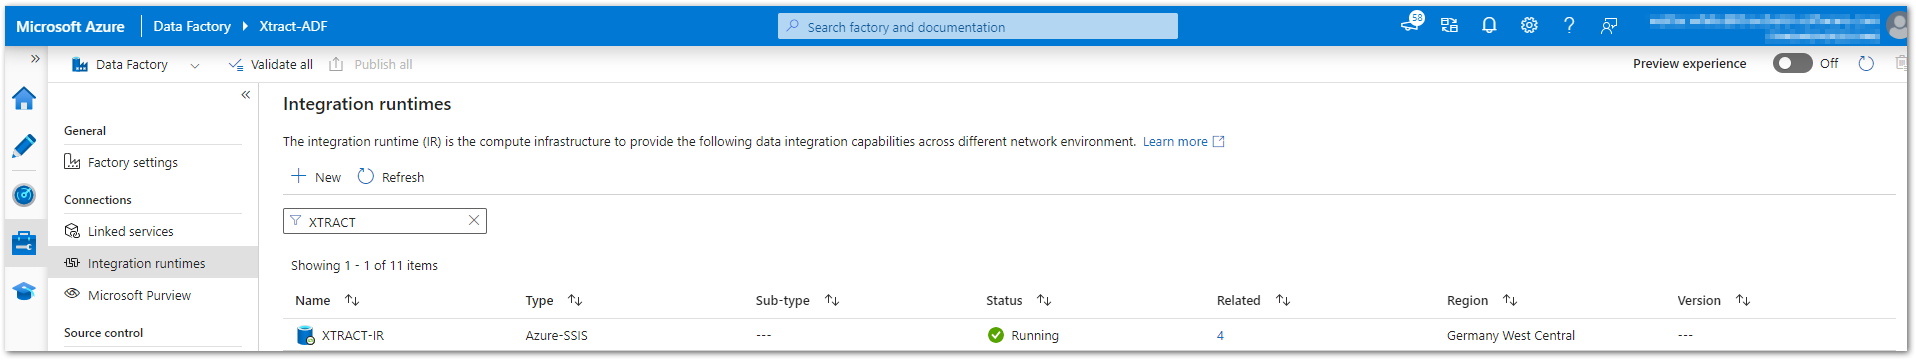 Microsoft Azure Data Factory > Xtract-ADF Search factory and documentation 58
» Data Factory Validate all Publish all Preview experience Off
«
Integration runtimes
General
The integration runtime (IR) is the compute infrastructure to provide the following data integration capabilities across different network environment. Learn more
Factory settings
New Refresh
Connections
XTRACT
Linked services
Integration runtimes
Showing 1 - 1 of 11 items
Microsoft Purview
Name Type Sub-type Status Related Region Version
Source control
XTRACT-IR Azure-SSIS --- Running 4 Germany West Central ---